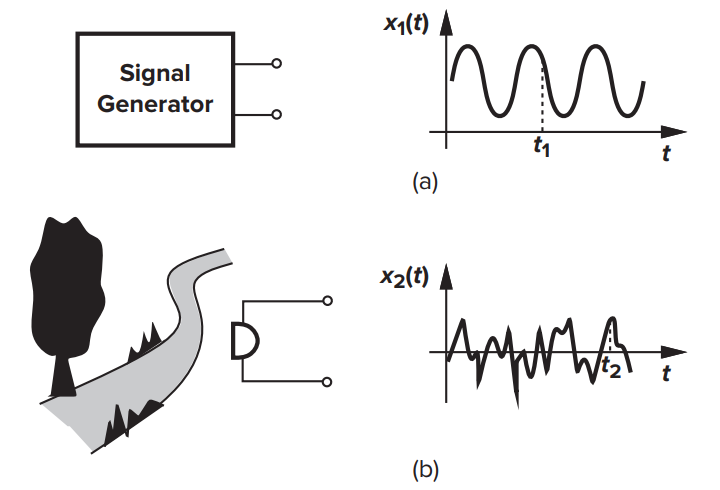 Signal
Generator
x₁(t)
t₁
t
(a)
x₂(t)
t₂
t
(b)